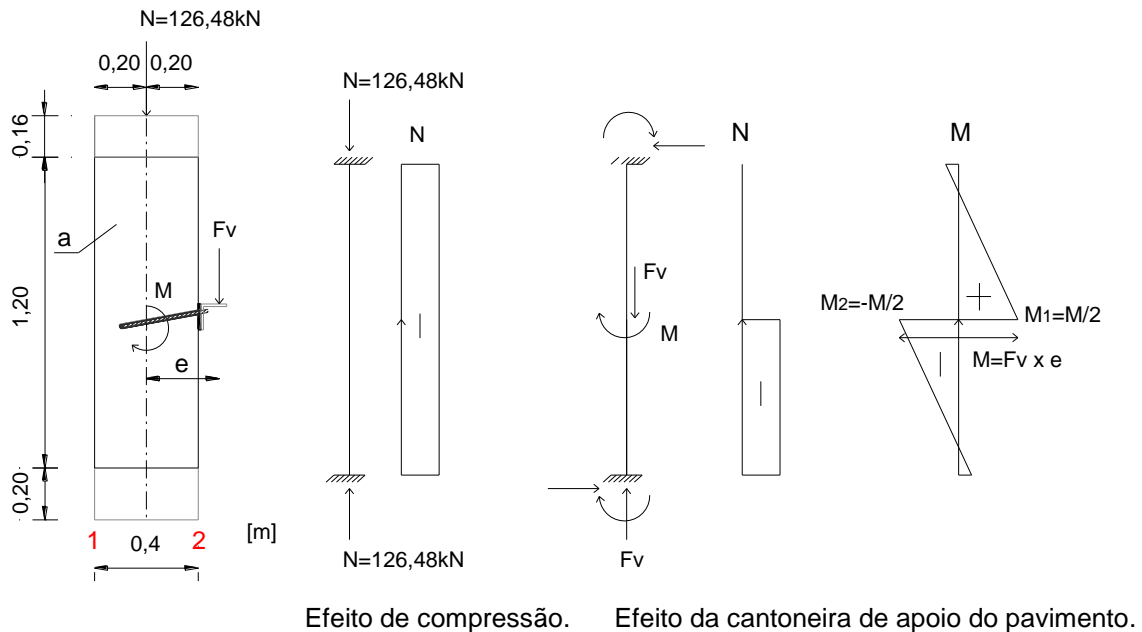 N=126,48kN
0,20 0,20
0,16
1,20
0,20
a
Fv
M
e
1
0,4
2
[m]
N=126,48kN
N
N=126,48kN
Fv
M
Fv
N
M
M2=-M/2
M1=M/2
M=Fv x e
Efeito de compressão.
Efeito da cantoneira de apoio do pavimento.